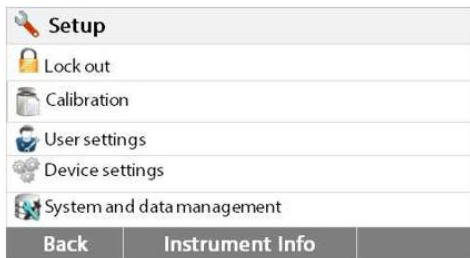 Setup
Lock out
Calibration
User settings
Device settings
System and data management
Back Instrument Info